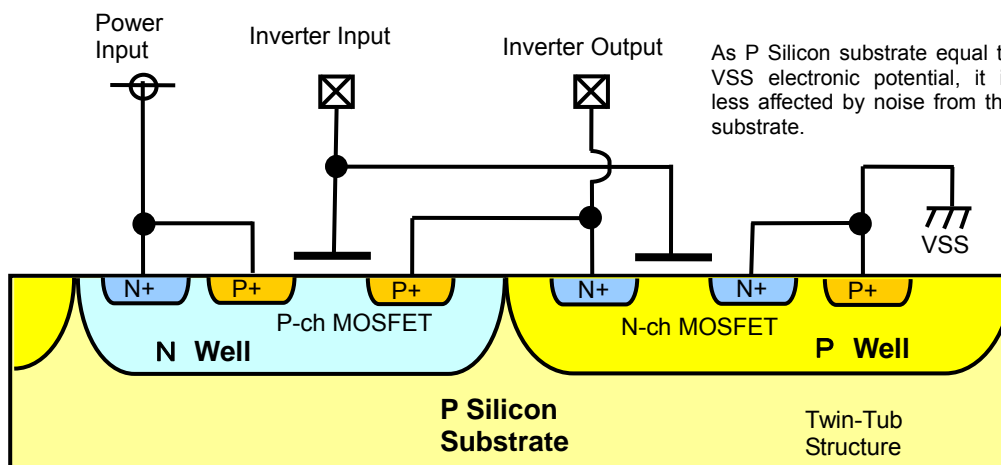 Power
Input
Inverter Input
Inverter Output
As P Silicon substrate equal t
VSS electronic potential, it i
less affected by noise from th
substrate.
VSS
N+
P+
P+
N+
N+
P+
P-ch MOSFET
N-ch MOSFET
N Well
P Well
P Silicon
Substrate
Twin-Tub
Structure